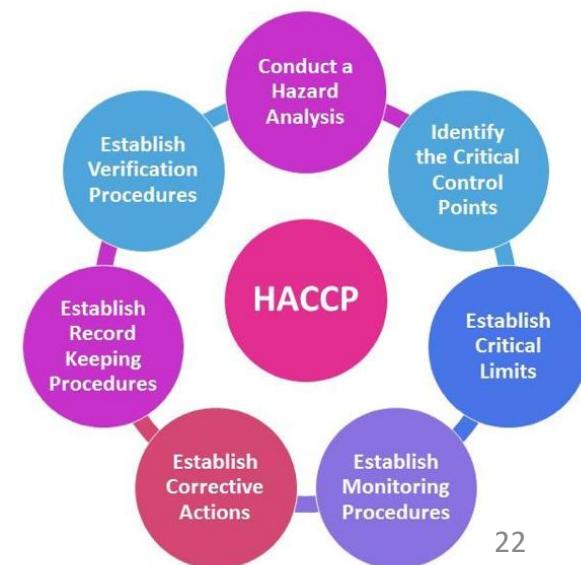 Conduct a
Hazard
Analysis
Identify
the Critical
Control
Points
Establish
Critical
Limits
Establish
Monitoring
Procedures
Establish
Corrective
Actions
Establish
Record
Keeping
Procedures
Establish
Verification
Procedures
HACCP
22